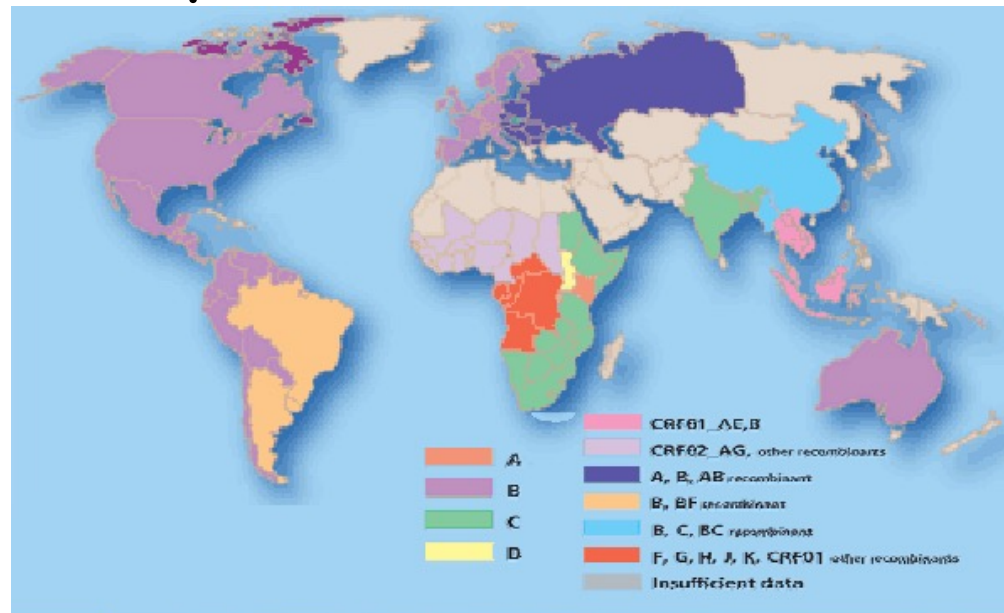 A
B
C
D
CRF01_AE,B
CRF02_AG, other recombinants
A, B, AB recombinant
B, BF recombinant
B, C, BC recombinant
F, G, H, J, K, CRF01 other recombinants
Insufficient data